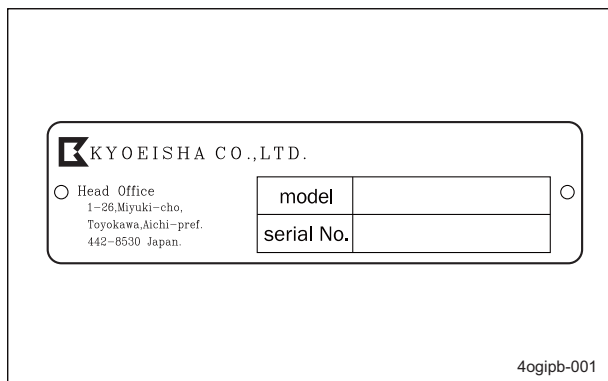 KYOEISHA CO.,LTD.
Head Office
1-26,Miyuki-cho,
Toyokawa,Aichi-pref.
442-8530 Japan.
model
serial No.
4ogipb-001